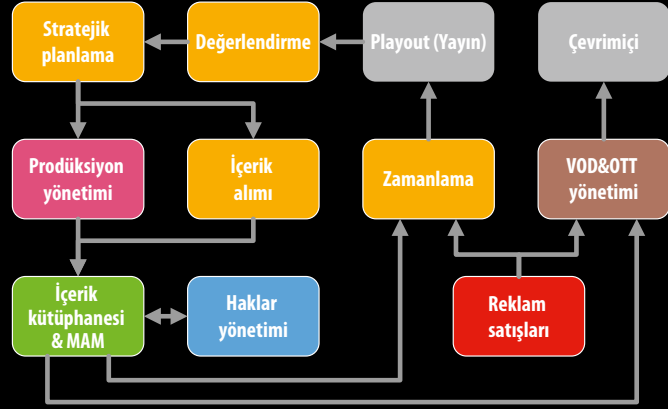 Stratejik
planlama
Değerlendirme
Playout (Yayın)
Çevrimiçi
Prodüksiyon
yönetimi
İçerik
alımı
Zamanlama
VOD&OTT
yönetimi
İçerik
kütüphanesi
& MAM
Haklar
yönetimi
Reklam
satışları